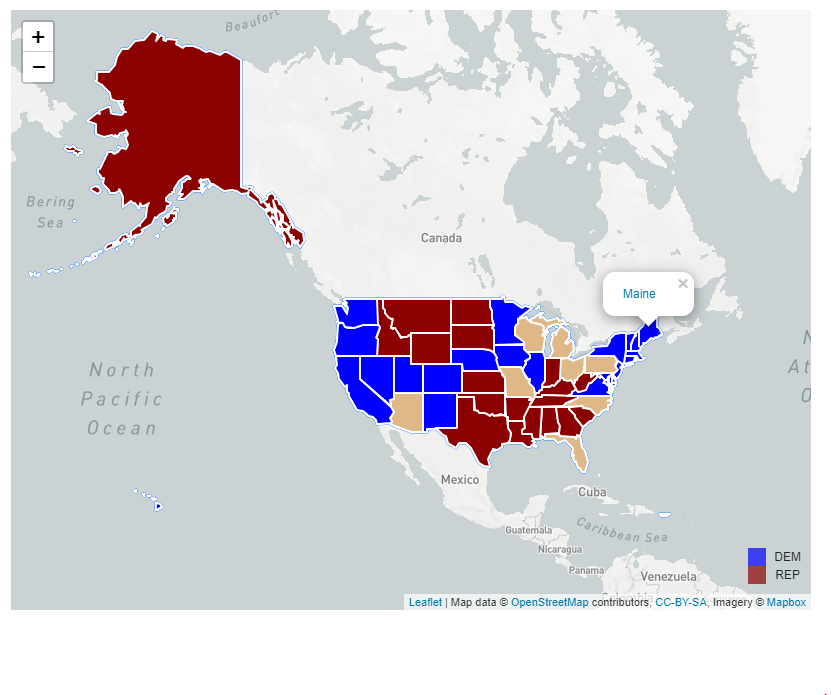 Beaufort
+
−
Bering
Sea
Canada
× 
Maine
North
Pacific
Ocean
N
At
O
Mexico
Cuba
Caribbean Sea
Guatemala
Nicaragua
Panama
Venezuela
DEM
REP
Leaflet | Map data © OpenStreetMap contributors, CC-BY-SA, Imagery © Mapbox